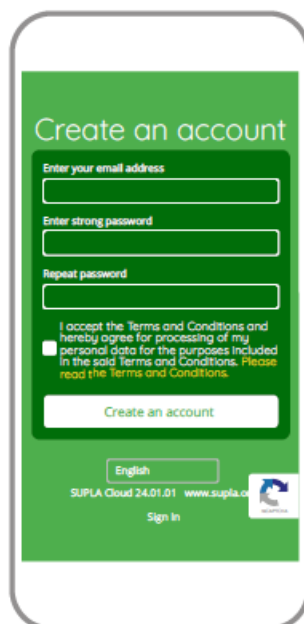 Create an account
Enter your email address
Enter strong password
Repeat password
I accept the Terms and Conditions and
hereby agree for processing of my
personal data for the purposes included
in the said Terms and Conditions. Please
read the Terms and Conditions.
Create an account
English
SUPLA Cloud 24.01.01 www.supla.o
Sign In